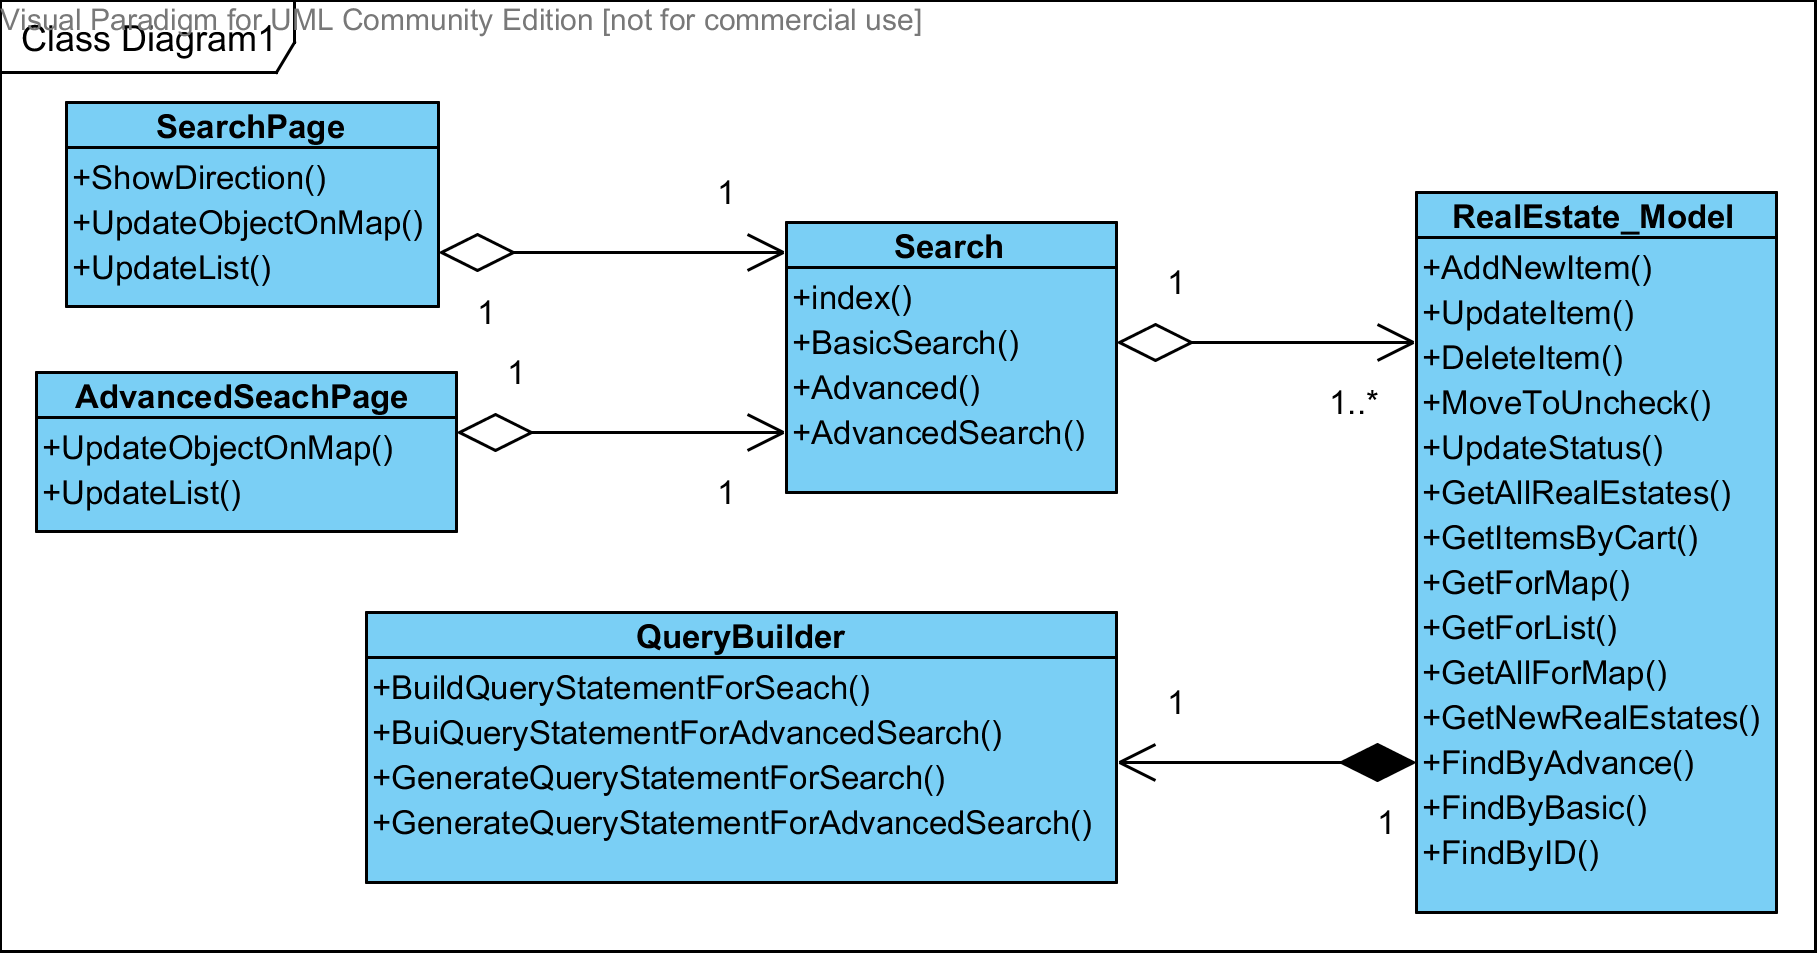 Visual Paradigm for UML Community Edition [not for commercial use]
Class Diagram1
SearchPage
+ShowDirection()
+UpdateObjectOnMap()
+UpdateList()
1
1
AdvancedSeachPage
+UpdateObjectOnMap()
+UpdateList()
1
1
Search
+index()
+BasicSearch()
+Advanced()
+AdvancedSearch()
1
1..*
RealEstate_Model
+AddNewItem()
+UpdateItem()
+DeleteItem()
+MoveToUncheck()
+UpdateStatus()
+GetAllRealEstates()
+GetItemsByCart()
+GetForMap()
+GetForList()
+GetAllForMap()
+GetNewRealEstates()
+FindByAdvance()
+FindByBasic()
+FindByID()
QueryBuilder
+BuildQueryStatementForSeach()
+BuiQueryStatementForAdvancedSearch()
+GenerateQueryStatementForSearch()
+GenerateQueryStatementForAdvancedSearch()
1
1